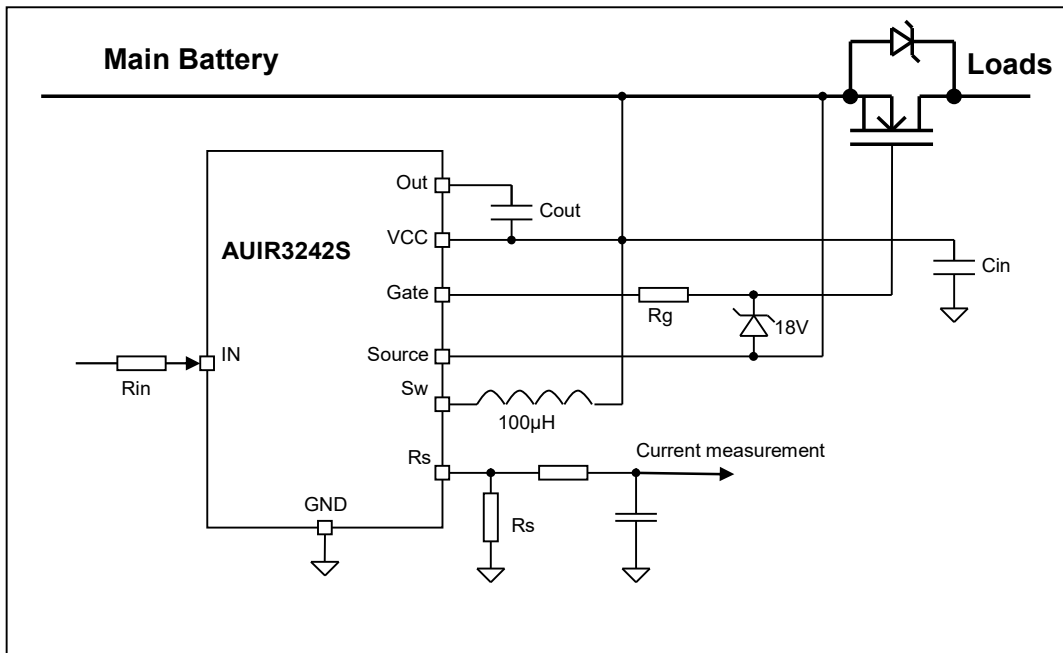 Main Battery
Loads
Out
Cout
VCC
AUIR3242S
Cin
Gate
Rg
18V
Source
IN
Rin
Sw
100µH
Rs
Current measurement
GND
Rs